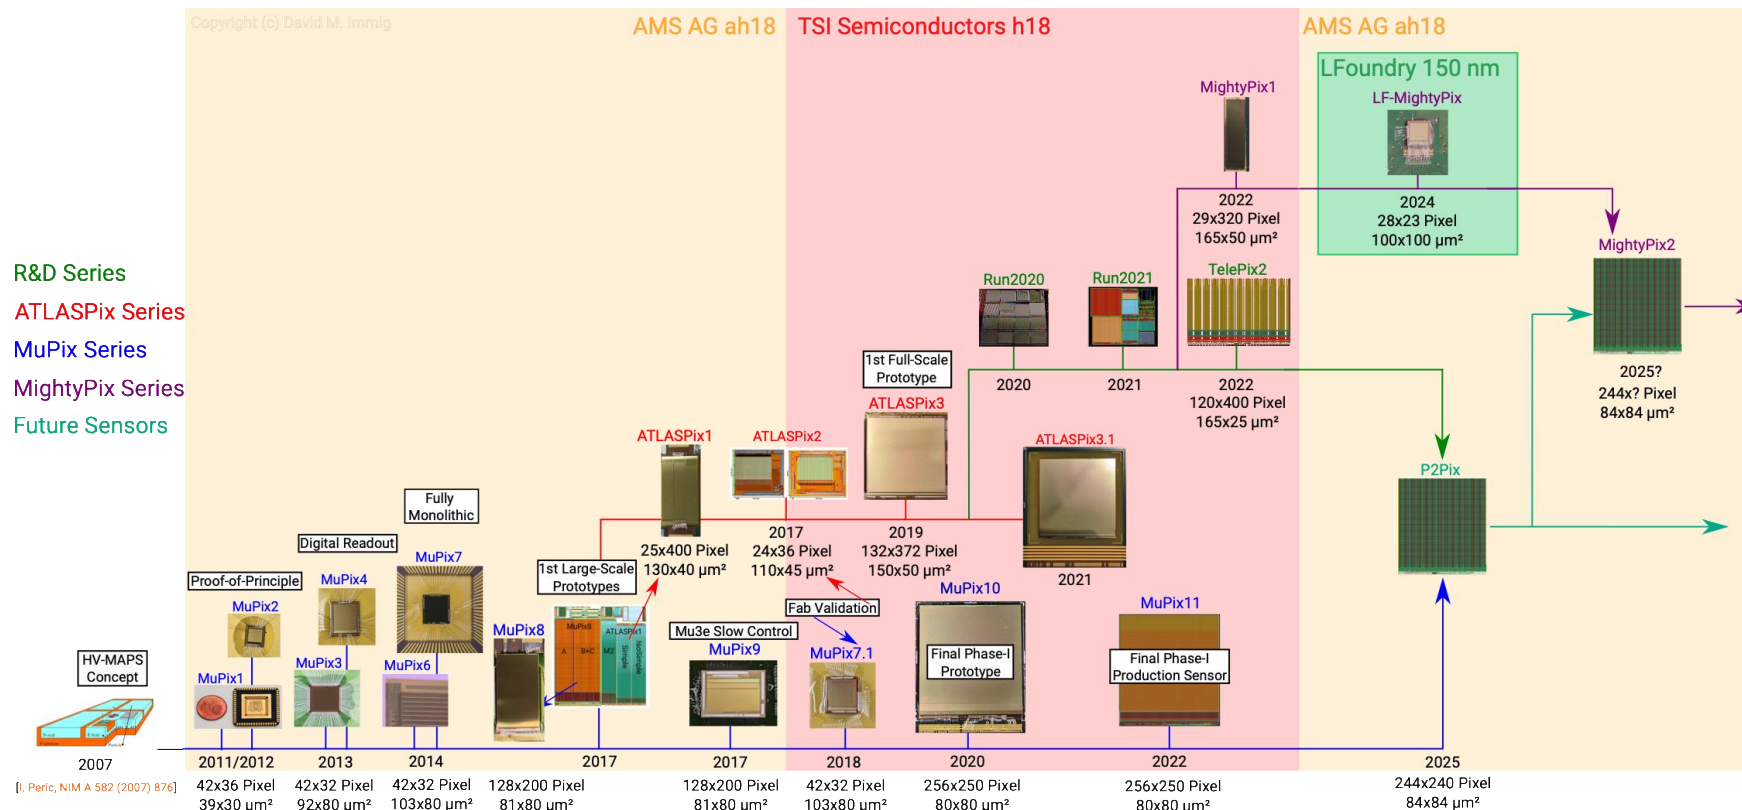 Copyright (c) David M. Immig
AMS AG ah18
TSI Semiconductors h18
AMS AG ah18
LFoundry 150 nm
MightyPix1
LF-MightyPix
2022
29x320 Pixel
165x50 µm²
2024
28x23 Pixel
100x100 µm²
MightyPix2
2025?
244x? Pixel
84x84 µm²
R&D Series
ATLASPix Series
MuPix Series
MightyPix Series
Future Sensors
Run2020
Run2021
TelePix2
2020
2021
2022
120x400 Pixel
165x25 µm²
1st Full-Scale
Prototype
ATLASPix3
ATLASPix1
ATLASPix2
ATLASPix3.1
P2Pix
25x400 Pixel
130x40 µm²
2017
24x36 Pixel
110x45 µm²
2019
132x372 Pixel
150x50 µm²
2021
Fully
Monolithic
Digital Readout
Proof-of-Principle
MuPix7
MuPix4
MuPix2
1st Large-Scale
Prototypes
Fab Validation
Mu3e Slow Control
MuPix10
MuPix11
MuPix8
MuPix8
A
B+C
ATLASPix1
M2
Simple
IsoSimple
MuPix9
MuPix7.1
Final Phase-I
Prototype
Final Phase-I
Production Sensor
HV-MAPS
Concept
MuPix1
MuPix3
MuPix6
2007
[I. Peric, NIM A 582 (2007) 876]
2011/2012
42x36 Pixel
39x30 µm²
2013
42x32 Pixel
92x80 µm²
2014
42x32 Pixel
103x80 µm²
2017
128x200 Pixel
81x80 µm²
2017
128x200 Pixel
81x80 µm²
2018
42x32 Pixel
103x80 µm²
2020
256x250 Pixel
80x80 µm²
2022
256x250 Pixel
80x80 µm²
2025
244x240 Pixel
84x84 µm²